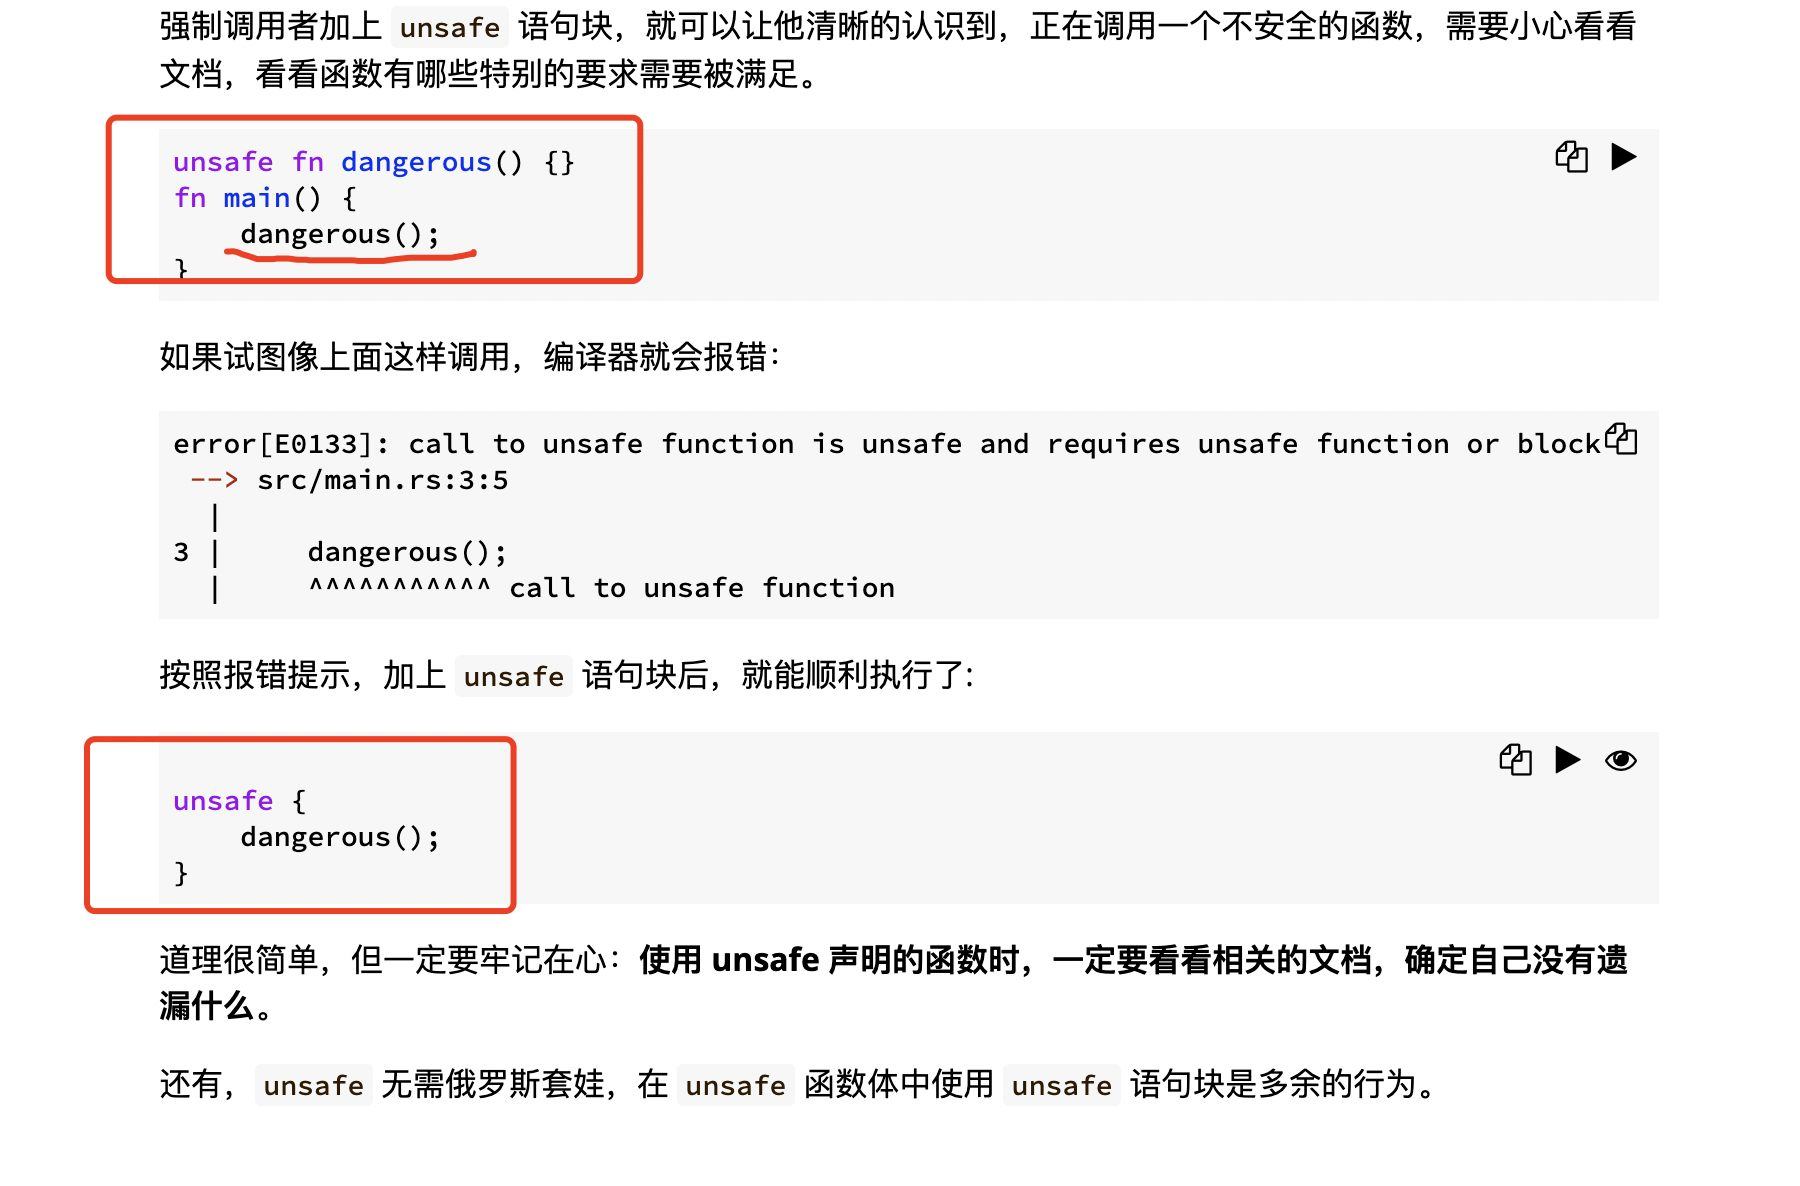 强制调用者加上 unsafe 语句块，就可以让他清晰的认识到，正在调用一个不安全的函数，需要小心看看
文档，看看函数有哪些特别的要求需要被满足。
unsafe fn dangerous() {}
fn main() {
    dangerous();
}
如果试图像上面这样调用，编译器就会报错：
error[E0133]: call to unsafe function is unsafe and requires unsafe function or block
 --> src/main.rs:3:5
  |
3 |     dangerous();
  |     ^^^^^^^^^^^ call to unsafe function
按照报错提示，加上 unsafe 语句块后，就能顺利执行了:
unsafe {
    dangerous();
}
道理很简单，但一定要牢记在心：使用 unsafe 声明的函数时，一定要看看相关的文档，确定自己没有遗
漏什么。
还有， unsafe 无需俄罗斯套娃，在 unsafe 函数体中使用 unsafe 语句块是多余的行为。